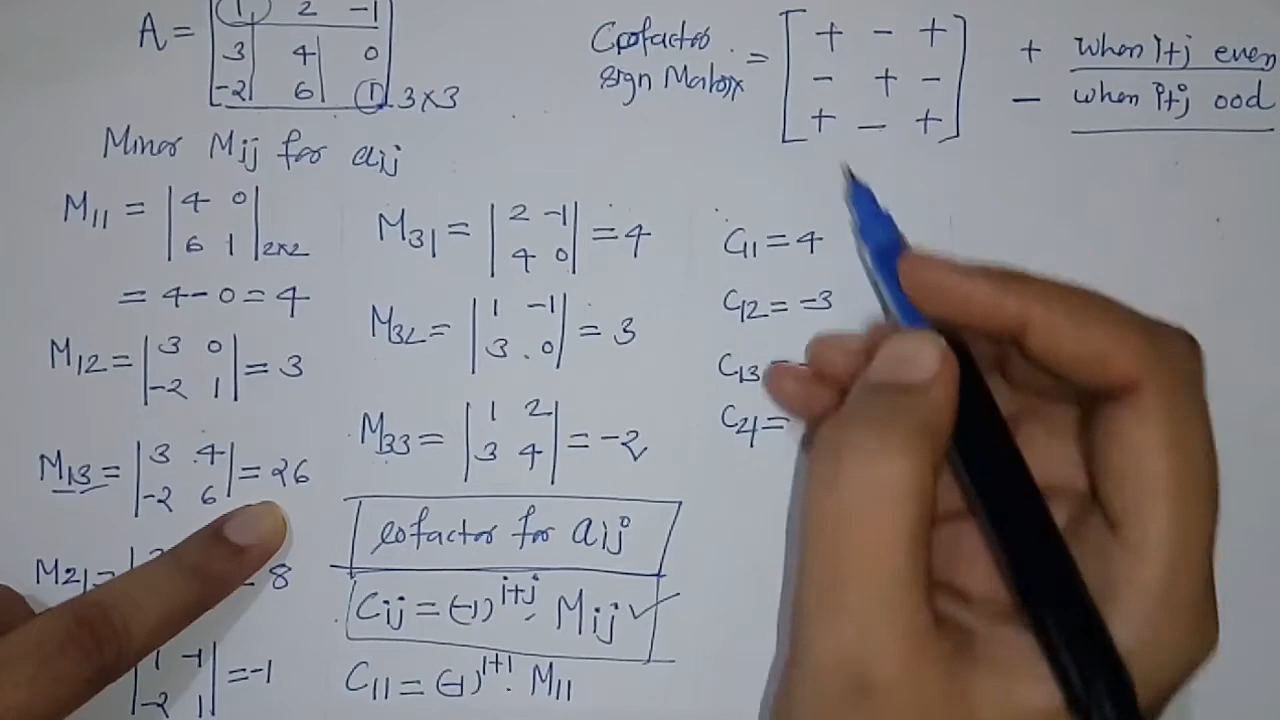 A = | 1 2 -1 |
| 3 4 0 |
| -2 6 1 | 3×3
Cofactor sign Matrix = [ + - + ]
[ - + - ]
[ + - + ]
+ when i+j even
- when i+j ood
Minor Mij for aij
M11 = | 4 0 |
| 6 1 | 2×2
= 4-0 = 4
M12 = | 3 0 | = 3
| -2 1 |
M13 = | 3 4 | = 26
| -2 6 |
M21 = 8
| 1 -1 | = -1
| -2 1 |
M31 = | 2 -1 | = 4
| 4 0 |
M32 = | 1 -1 | = 3
| 3 0 |
M33 = | 1 2 | = -2
| 3 4 |
cofactor for aij
Cij = (-1)^i+j . Mij ✓
C11 = (-1)^1+1 . M11
C11 = 4
C12 = -3
C13 =
C21 =